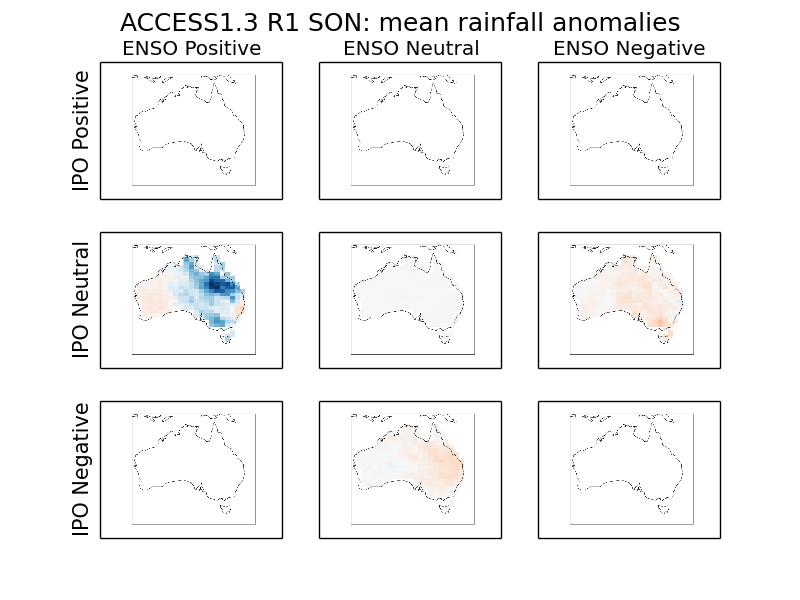 ACCESS1.3 R1 SON: mean rainfall anomalies
ENSO Positive
ENSO Neutral
ENSO Negative
IPO Positive
IPO Neutral
IPO Negative